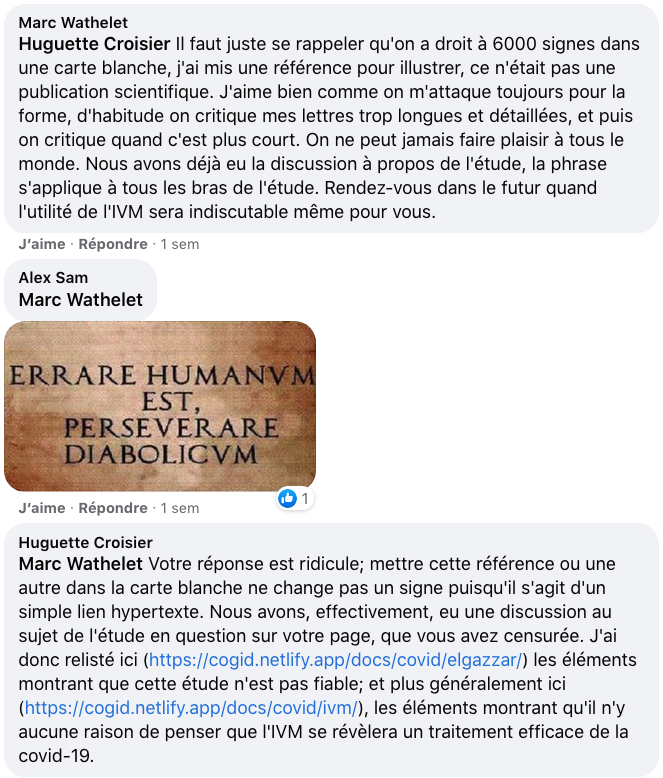 Marc Wathelet
Huguette Croisier Il faut juste se rappeler qu'on a droit à 6000 signes dans
une carte blanche, j'ai mis une référence pour illustrer, ce n'était pas une
publication scientifique. J'aime bien comme on m'attaque toujours pour la
forme, d'habitude on critique mes lettres trop longues et détaillées, et puis
on critique quand c'est plus court. On ne peut jamais faire plaisir à tous le
monde. Nous avons déjà eu la discussion à propos de l'étude, la phrase
s'applique à tous les bras de l'étude. Rendez-vous dans le futur quand
l'utilité de l'IVM sera indiscutable même pour vous.
J'aime · Répondre · 1 sem
Alex Sam
Marc Wathelet
ERRARE HUMANVM
EST,
PERSEVERARE
DIABOLICVM
1
J'aime · Répondre · 1 sem
Huguette Croisier
Marc Wathelet Votre réponse est ridicule; mettre cette référence ou une
autre dans la carte blanche ne change pas un signe puisqu'il s'agit d'un
simple lien hypertexte. Nous avons, effectivement, eu une discussion au
sujet de l'étude en question sur votre page, que vous avez censurée. J'ai
donc relisté ici (https://cogid.netlify.app/docs/covid/elgazzar/) les éléments
montrant que cette étude n'est pas fiable; et plus généralement ici
(https://cogid.netlify.app/docs/covid/ivm/), les éléments montrant qu'il n'y
aucune raison de penser que l'IVM se révèlera un traitement efficace de la
covid-19.